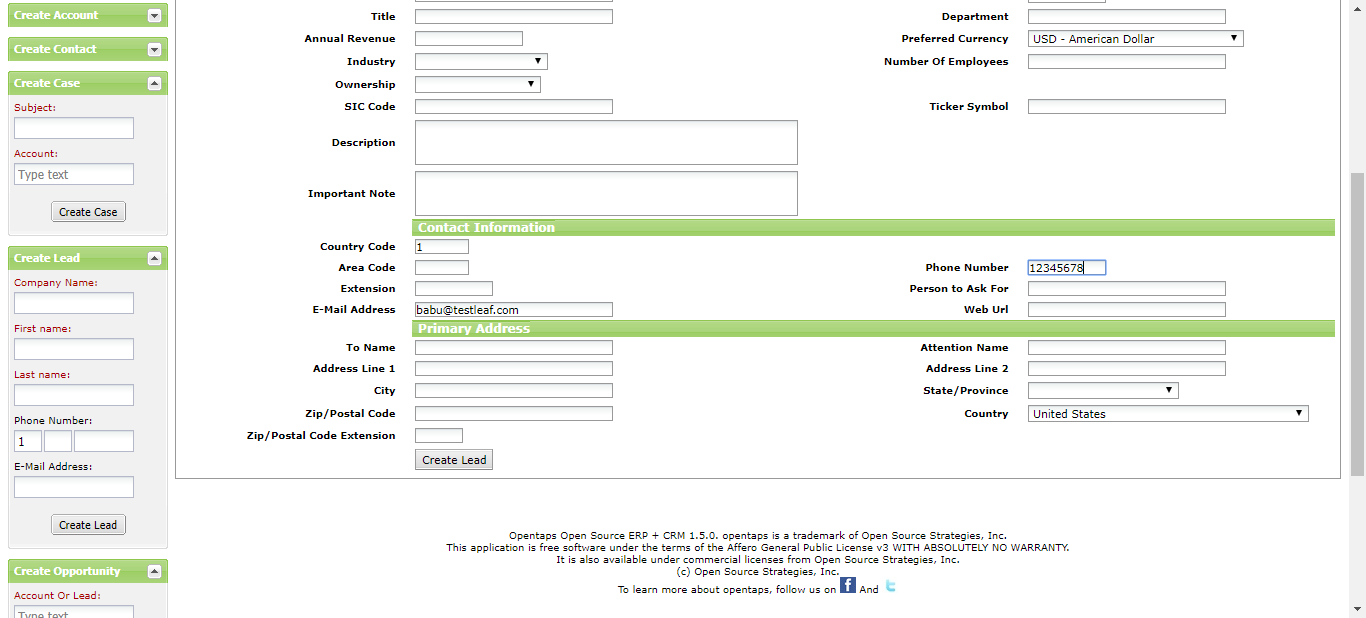 Create Account
Create Contact
Create Case
Subject:
Account:
Type text
Create Case
Create Lead
Company Name:
First name:
Last name:
Phone Number:
1
E-Mail Address:
Create Lead
Create Opportunity
Account Or Lead:
Type text
Title
Department
Annual Revenue
Preferred Currency USD - American Dollar
Industry
Number Of Employees
Ownership
SIC Code
Ticker Symbol
Description
Important Note
Contact Information
Country Code 1
Area Code
Phone Number 12345678
Extension
Person to Ask For
E-Mail Address babu@testleaf.com
Web Url
Primary Address
To Name
Attention Name
Address Line 1
Address Line 2
City
State/Province
Zip/Postal Code
Country United States
Zip/Postal Code Extension
Create Lead
Opentaps Open Source ERP + CRM 1.5.0. opentaps is a trademark of Open Source Strategies, Inc.
This application is free software under the terms of the Affero General Public License v3 WITH ABSOLUTELY NO WARRANTY.
It is also available under commercial licenses from Open Source Strategies, Inc.
(c) Open Source Strategies, Inc.
To learn more about opentaps, follow us on f And t